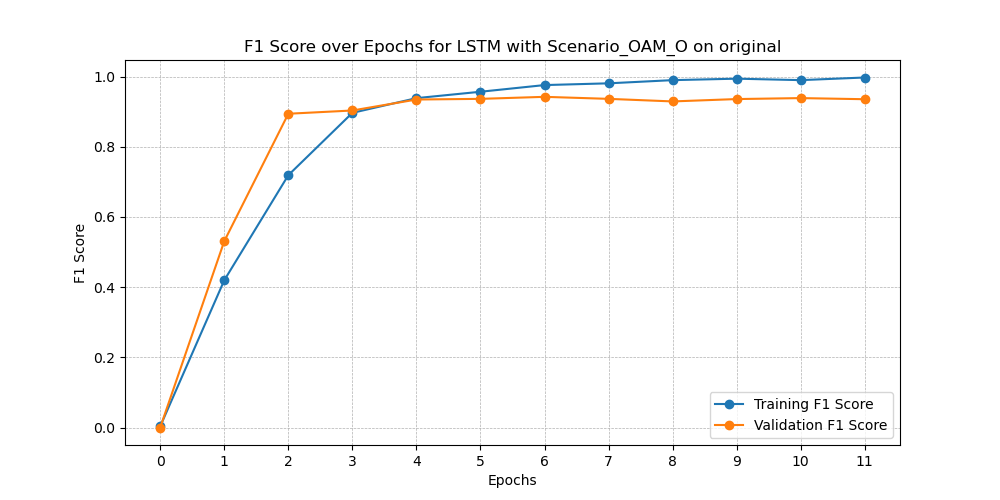 F1 Score over Epochs for LSTM with Scenario_OAM_O on original
F1 Score
1.0
0.8
0.6
0.4
0.2
0.0
Training F1 Score
Validation F1 Score
0 1 2 3 4 5 6 7 8 9 10 11
Epochs